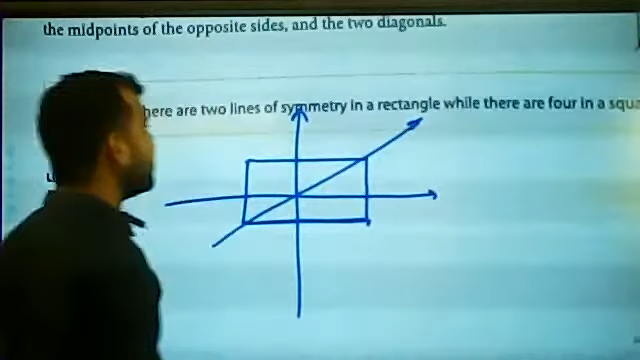 the midpoints of the opposite sides, and the two diagonals.
here are two lines of symmetry in a rectangle while there are four in a squa